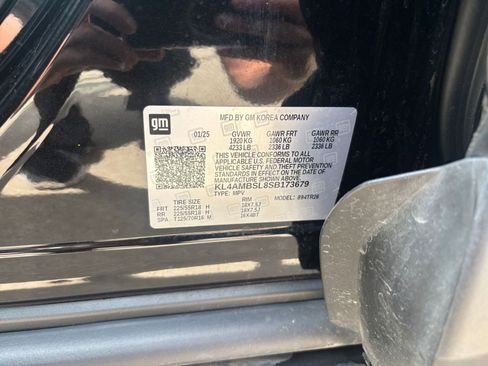 MFD BY GM KOREA COMPANY
gm
01/25 GVWR GAWR FRT GAWR RR
1920 KG 1060 KG 1060 KG
4233 LB 2336 LB 2336 LB
THIS VEHICLE CONFORMS TO ALL
APPLICABLE U.S. FEDERAL MOTOR
VEHICLE SAFETY AND THEFT PREVENTION
STANDARDS IN EFFECT ON THE DATE OF
MANUFACTURE SHOWN ABOVE.
KL4AMBSL8SB173679
TYPE: MPV MODEL: 894TR26
TIRE SIZE RIM
FRT 225/55R18 H 18X7.5J
RR 225/55R18 H 18X7.5J
SPA T125/70R16 M 16X4BT